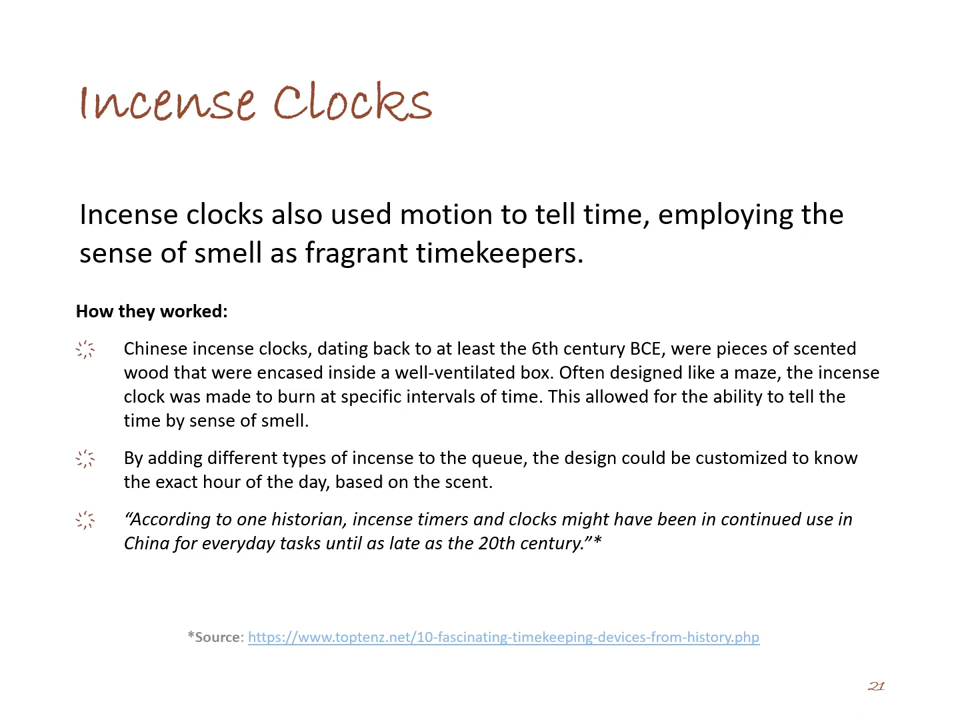 Incense Clocks
Incense clocks also used motion to tell time, employing the
sense of smell as fragrant timekeepers.
How they worked:
Chinese incense clocks, dating back to at least the 6th century BCE, were pieces of scented
wood that were encased inside a well-ventilated box. Often designed like a maze, the incense
clock was made to burn at specific intervals of time. This allowed for the ability to tell the
time by sense of smell.
By adding different types of incense to the queue, the design could be customized to know
the exact hour of the day, based on the scent.
“According to one historian, incense timers and clocks might have been in continued use in
China for everyday tasks until as late as the 20th century.”*
*Source: https://www.toptenz.net/10-fascinating-timekeeping-devices-from-history.php
21